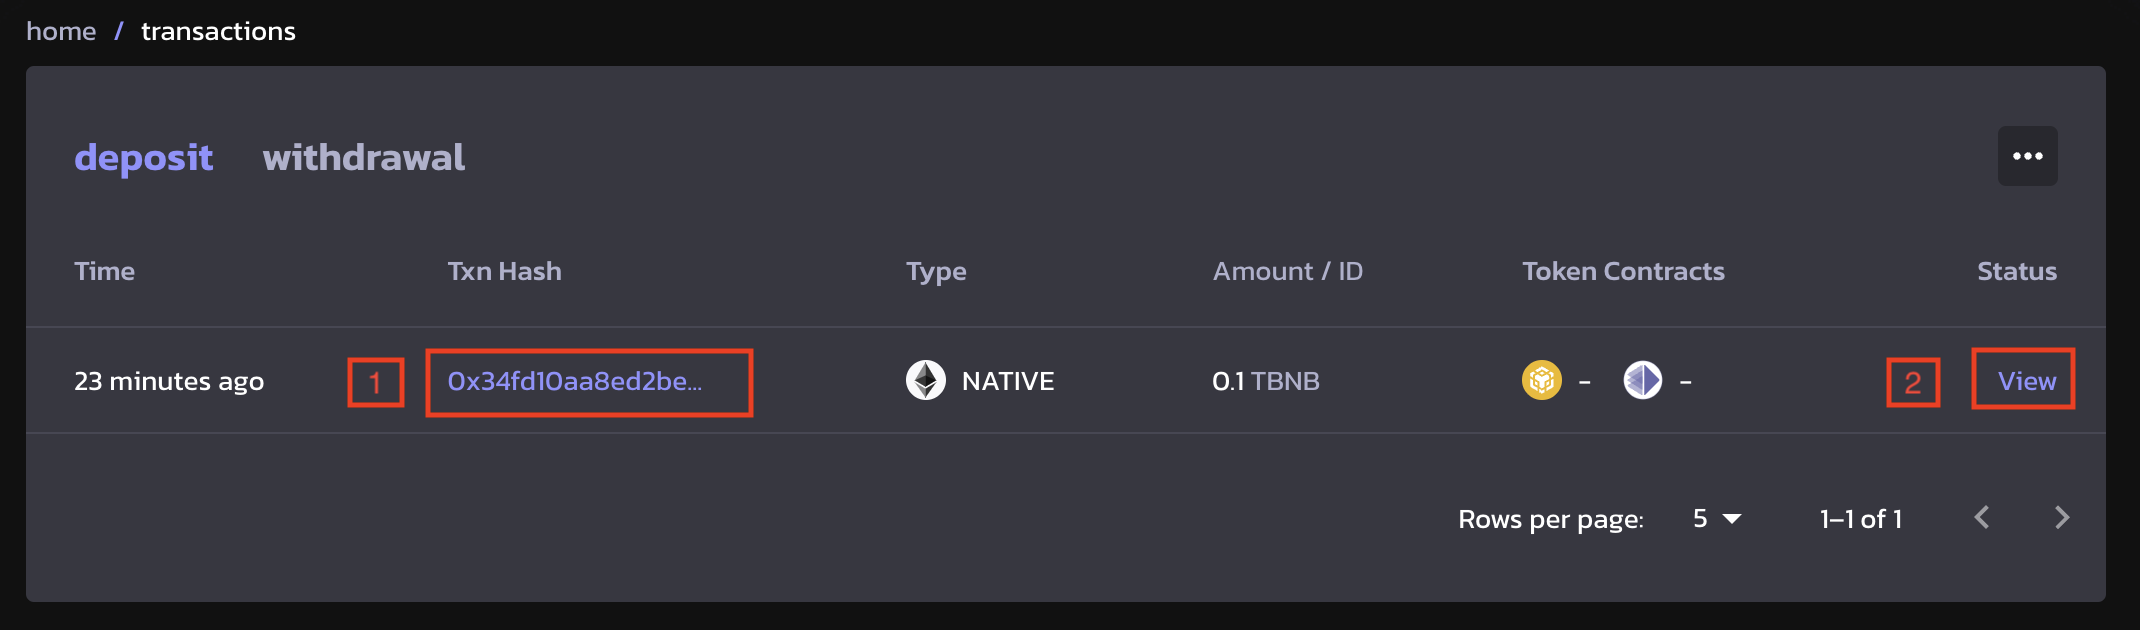 home / transactions
deposit withdrawal
Time Txn Hash Type Amount / ID Token Contracts Status
23 minutes ago 1 0x34fd10aa8ed2be... NATIVE 0.1 TBNB - - 2 View
Rows per page: 5 1–1 of 1